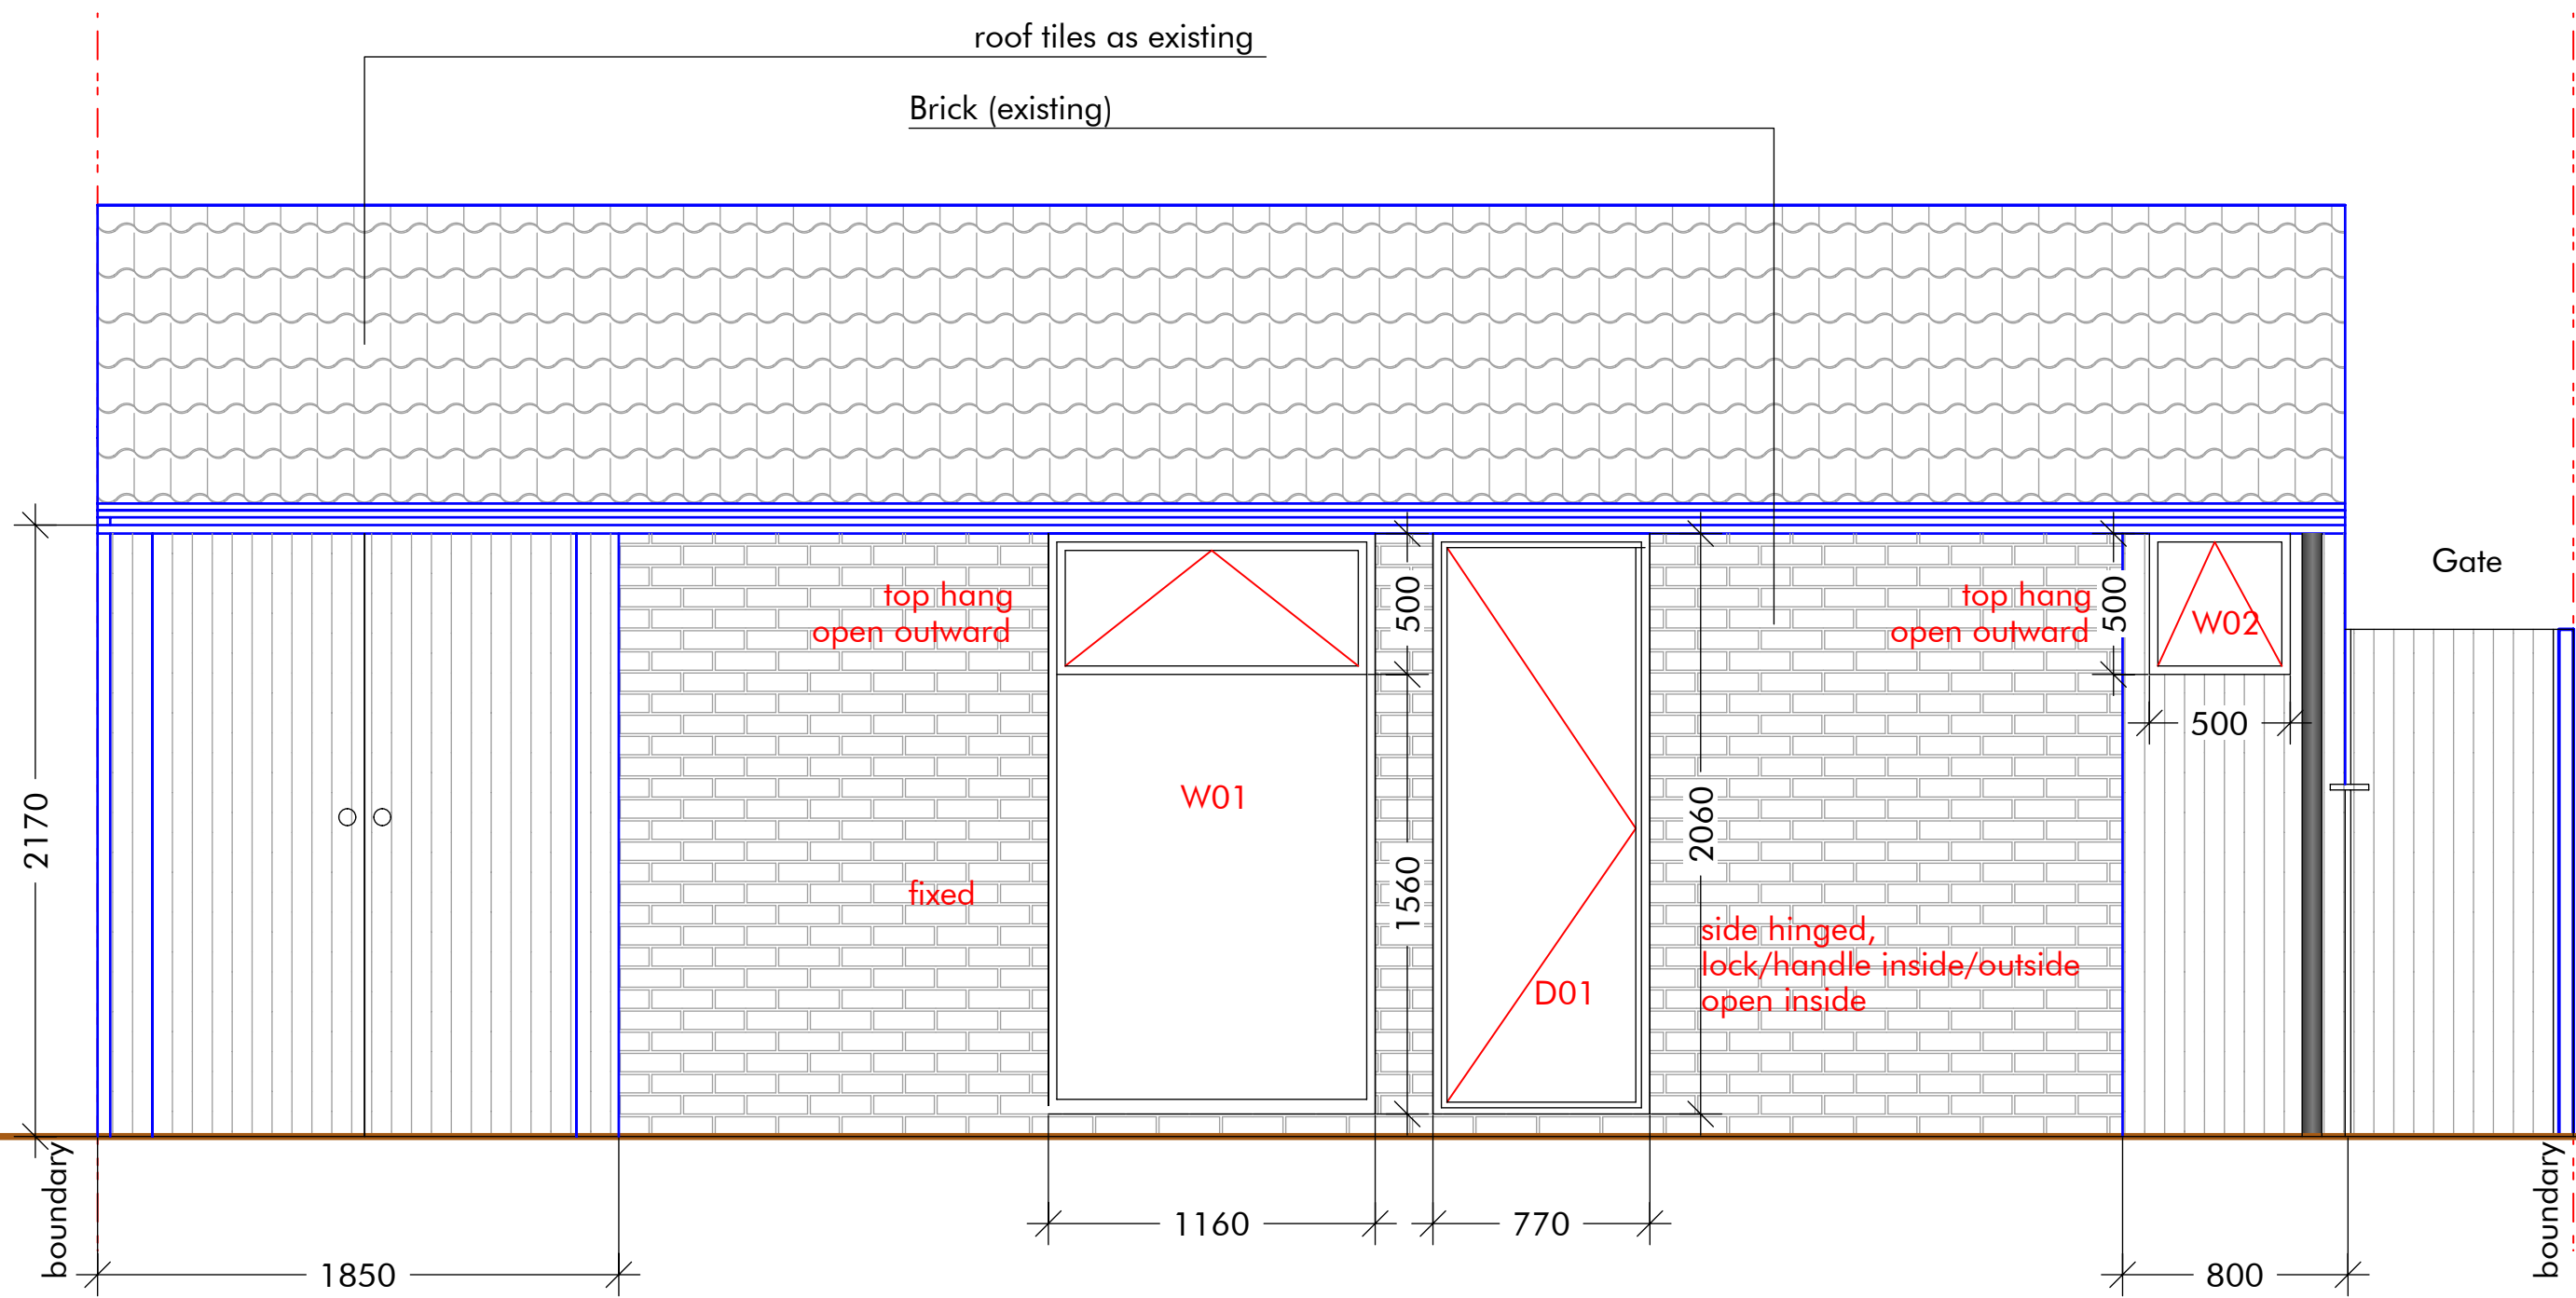 roof tiles as existing
Brick (existing)
Gate
top hang
open outward
500
top hang
open outward
500
W02
500
W01
2170
2060
fixed
1560
side hinged,
lock/handle inside/outside
open inside
D01
boundary
boundary
1160
770
1850
800